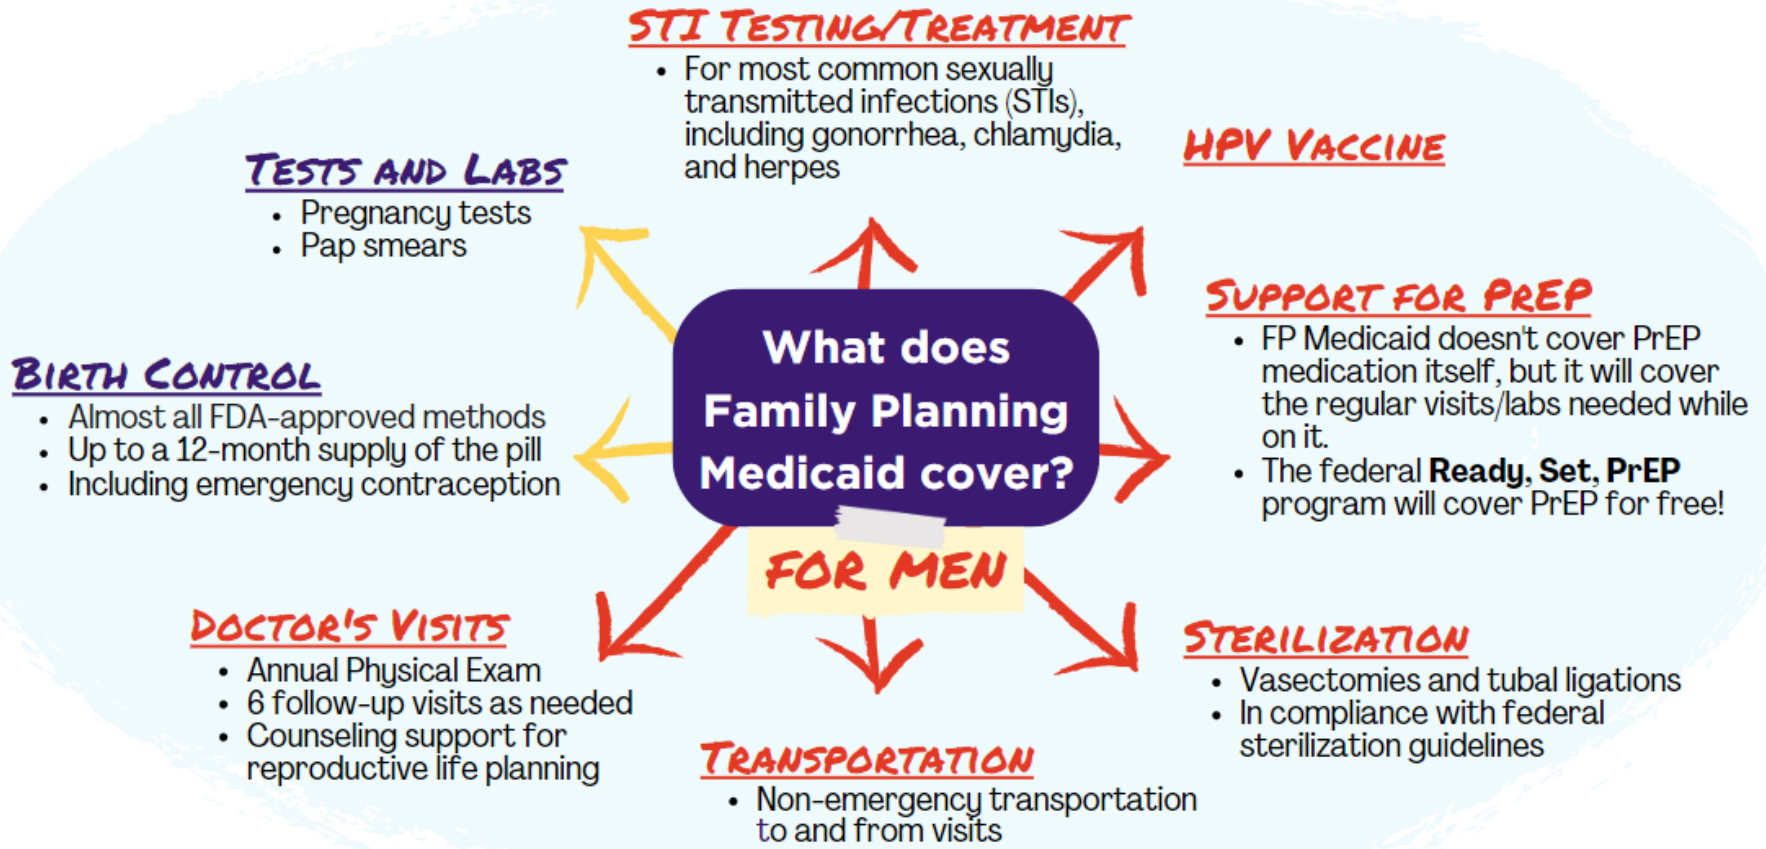 STI TESTING/TREATMENT
• For most common sexually
transmitted infections (STIs),
including gonorrhea, chlamydia,
and herpes
HPV VACCINE
TESTS AND LABS
• Pregnancy tests
• Pap smears
SUPPORT FOR PrEP
• FP Medicaid doesn't cover PrEP
medication itself, but it will cover
the regular visits/labs needed while
on it.
• The federal Ready, Set, PrEP
program will cover PrEP for free!
BIRTH CONTROL
• Almost all FDA-approved methods
• Up to a 12-month supply of the pill
• Including emergency contraception
What does
Family Planning
Medicaid cover?
FOR MEN
DOCTOR'S VISITS
• Annual Physical Exam
• 6 follow-up visits as needed
• Counseling support for
reproductive life planning
STERILIZATION
• Vasectomies and tubal ligations
• In compliance with federal
sterilization guidelines
TRANSPORTATION
• Non-emergency transportation
to and from visits